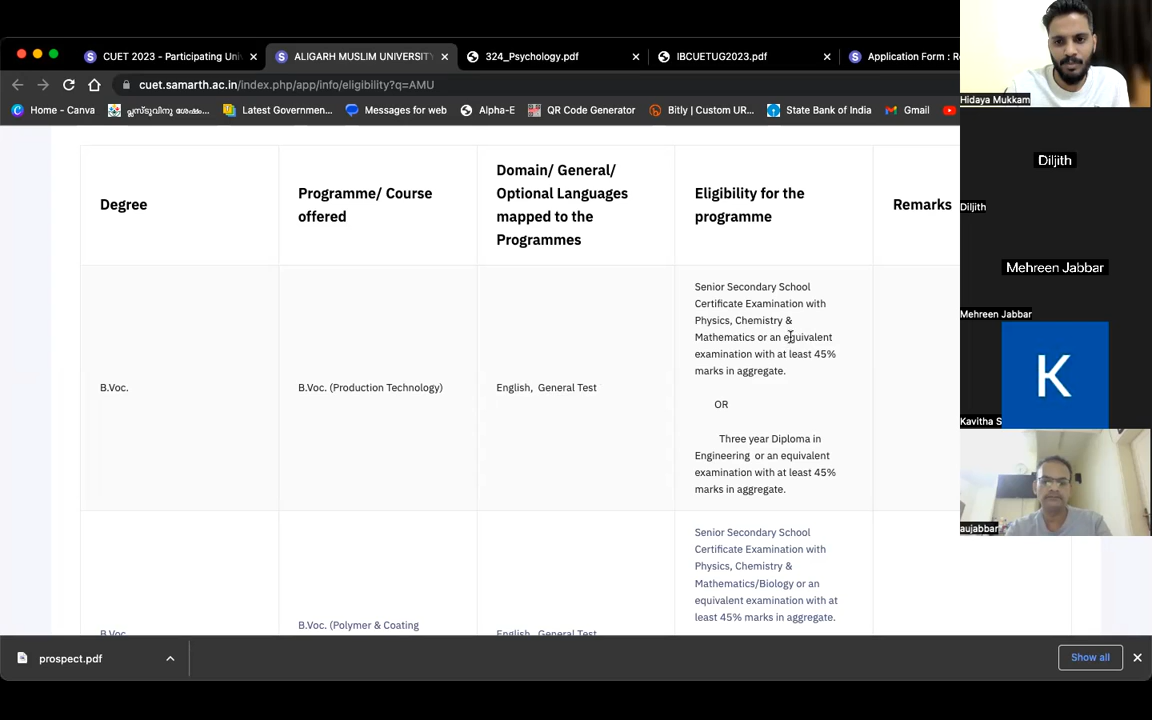 CUET 2023 - Participating Uni
ALIGARH MUSLIM UNIVERSITY
324_Psychology.pdf
IBCUETUG2023.pdf
Application Form : R
cuet.samarth.ac.in/index.php/app/info/eligibility?q=AMU
Home - Canva
പ്ലസ്ടുവിനു ശേഷം...
Latest Governmen...
Messages for web
Alpha-E
QR Code Generator
Bitly | Custom UR...
State Bank of India
Gmail
Degree
Programme/ Course
offered
Domain/ General/
Optional Languages
mapped to the
Programmes
Eligibility for the
programme
Remarks
B.Voc.
B.Voc. (Production Technology)
English, General Test
Senior Secondary School
Certificate Examination with
Physics, Chemistry &
Mathematics or an equivalent
examination with at least 45%
marks in aggregate.
OR
Three year Diploma in
Engineering or an equivalent
examination with at least 45%
marks in aggregate.
B.Voc.
B.Voc. (Polymer & Coating
English, General Test
Senior Secondary School
Certificate Examination with
Physics, Chemistry &
Mathematics/Biology or an
equivalent examination with at
least 45% marks in aggregate.
prospect.pdf
Show all
Hidaya Mukkam
Diljith
Diljith
Mehreen Jabbar
Mehreen Jabbar
K
Kavitha S
aujabbar